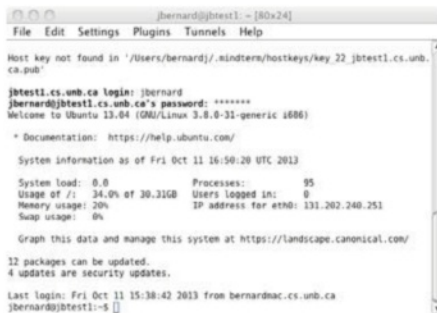 jbernard@jbtest1: ~ [80x24]
File Edit Settings Plugins Tunnels Help
Host key not found in '/Users/bernardj/.mindterm/hostkeys/key_22_jbtest1.cs.unb.
ca.pub'
jbtest1.cs.unb.ca login: jbernard
jbernard@jbtest1.cs.unb.ca's password: *******
Welcome to Ubuntu 13.04 (GNU/Linux 3.8.0-31-generic i686)
* Documentation: https://help.ubuntu.com/
System information as of Fri Oct 11 16:50:20 UTC 2013
System load: 0.0 Processes: 95
Usage of /: 34.0% of 30.31GB Users logged in: 0
Memory usage: 20% IP address for eth0: 131.202.240.251
Swap usage: 0%
Graph this data and manage this system at https://landscape.canonical.com/
12 packages can be updated.
4 updates are security updates.
Last login: Fri Oct 11 15:38:42 2013 from bernardmac.cs.unb.ca
jbernard@jbtest1:~$